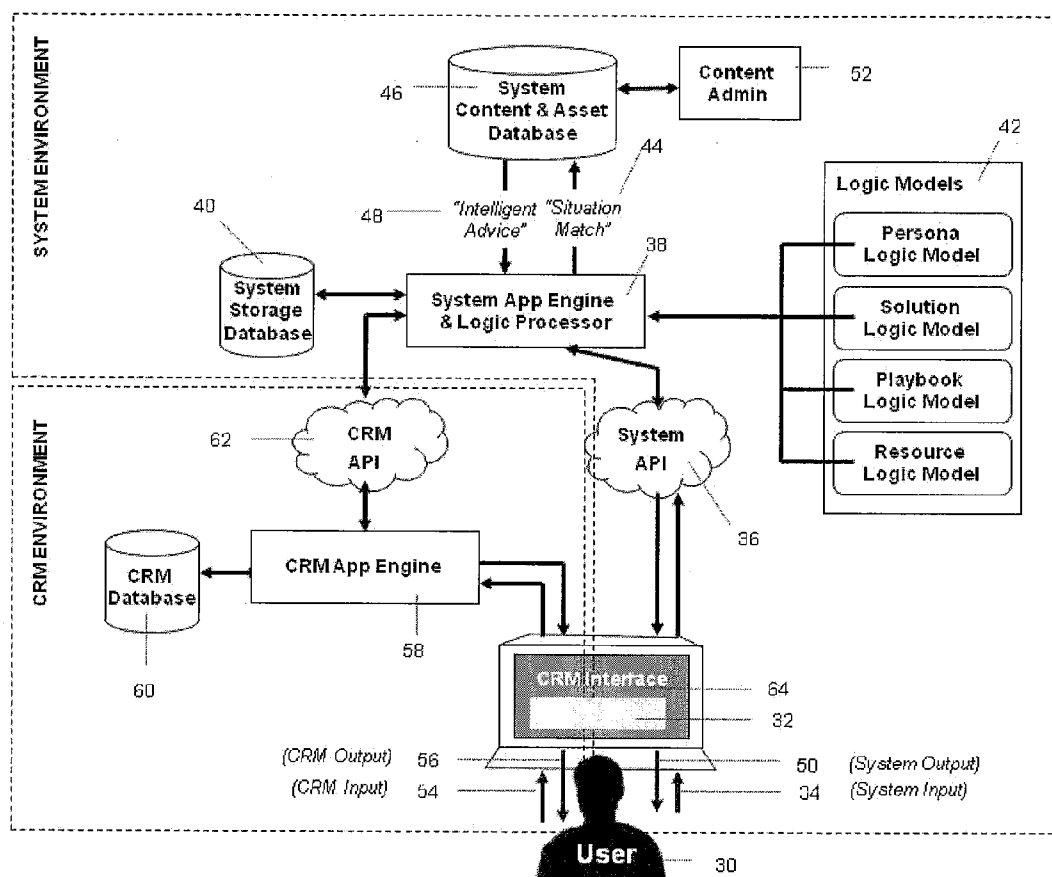 SYSTEM ENVIRONMENT
46
System
Content & Asset
Database
Content
Admin
52
44
42
Logic Models
48
"Intelligent
Advice"
"Situation
Match"
40
38
Persona
Logic Model
System
Storage
Database
System App Engine
& Logic Processor
Solution
Logic Model
Playbook
Logic Model
Resource
Logic Model
CRM ENVIRONMENT
62
CRM
API
System
API
36
CRM
Database
CRM App Engine
58
60
CRM Interface
64
32
(CRM Output)
56
50
(System Output)
(CRM Input)
54
34
(System Input)
User
30